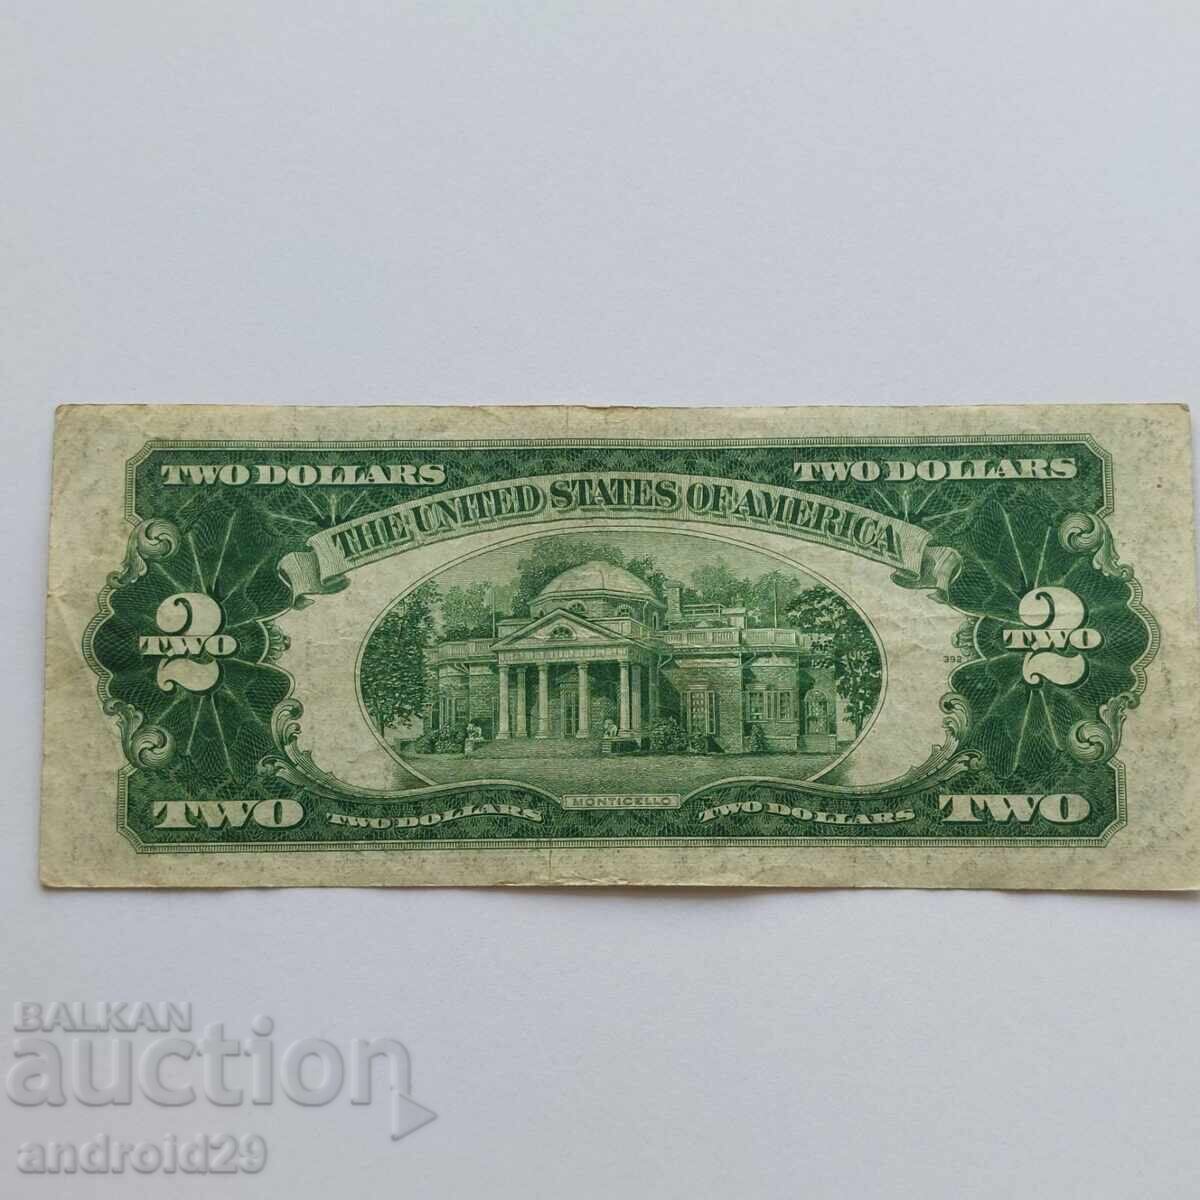 TWO DOLLARS TWO DOLLARS
THE UNITED STATES OF AMERICA
2 TWO 2 TWO
392
MONTICELLO
TWO TWO DOLLARS TWO DOLLARS TWO
BALKAN
auction
android29